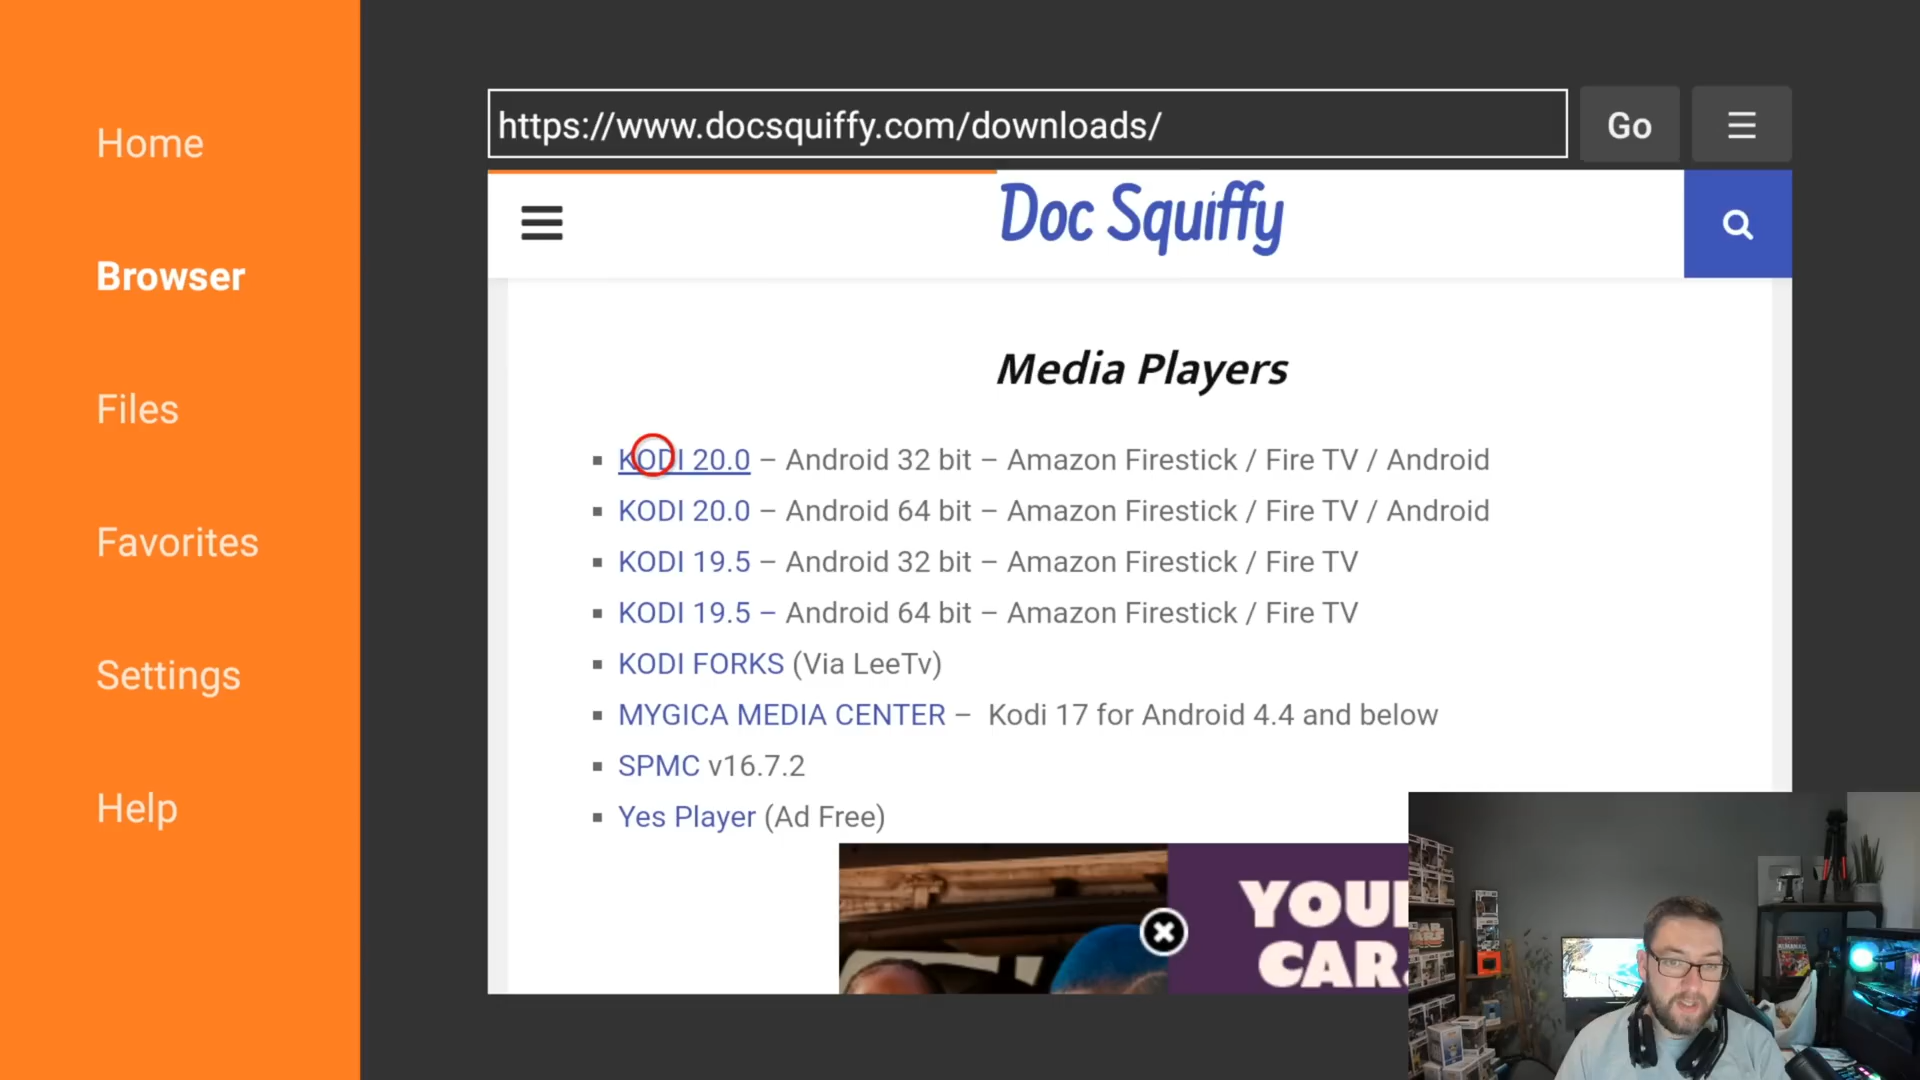 Home
Browser
Files
Favorites
Settings
Help
https://www.docsquiffy.com/downloads/
Go
Doc Squiffy
Media Players
KODI 20.0 – Android 32 bit – Amazon Firestick / Fire TV / Android
KODI 20.0 – Android 64 bit – Amazon Firestick / Fire TV / Android
KODI 19.5 – Android 32 bit – Amazon Firestick / Fire TV
KODI 19.5 – Android 64 bit – Amazon Firestick / Fire TV
KODI FORKS (Via LeeTv)
MYGICA MEDIA CENTER – Kodi 17 for Android 4.4 and below
SPMC v16.7.2
Yes Player (Ad Free)
YOUR
CAR.